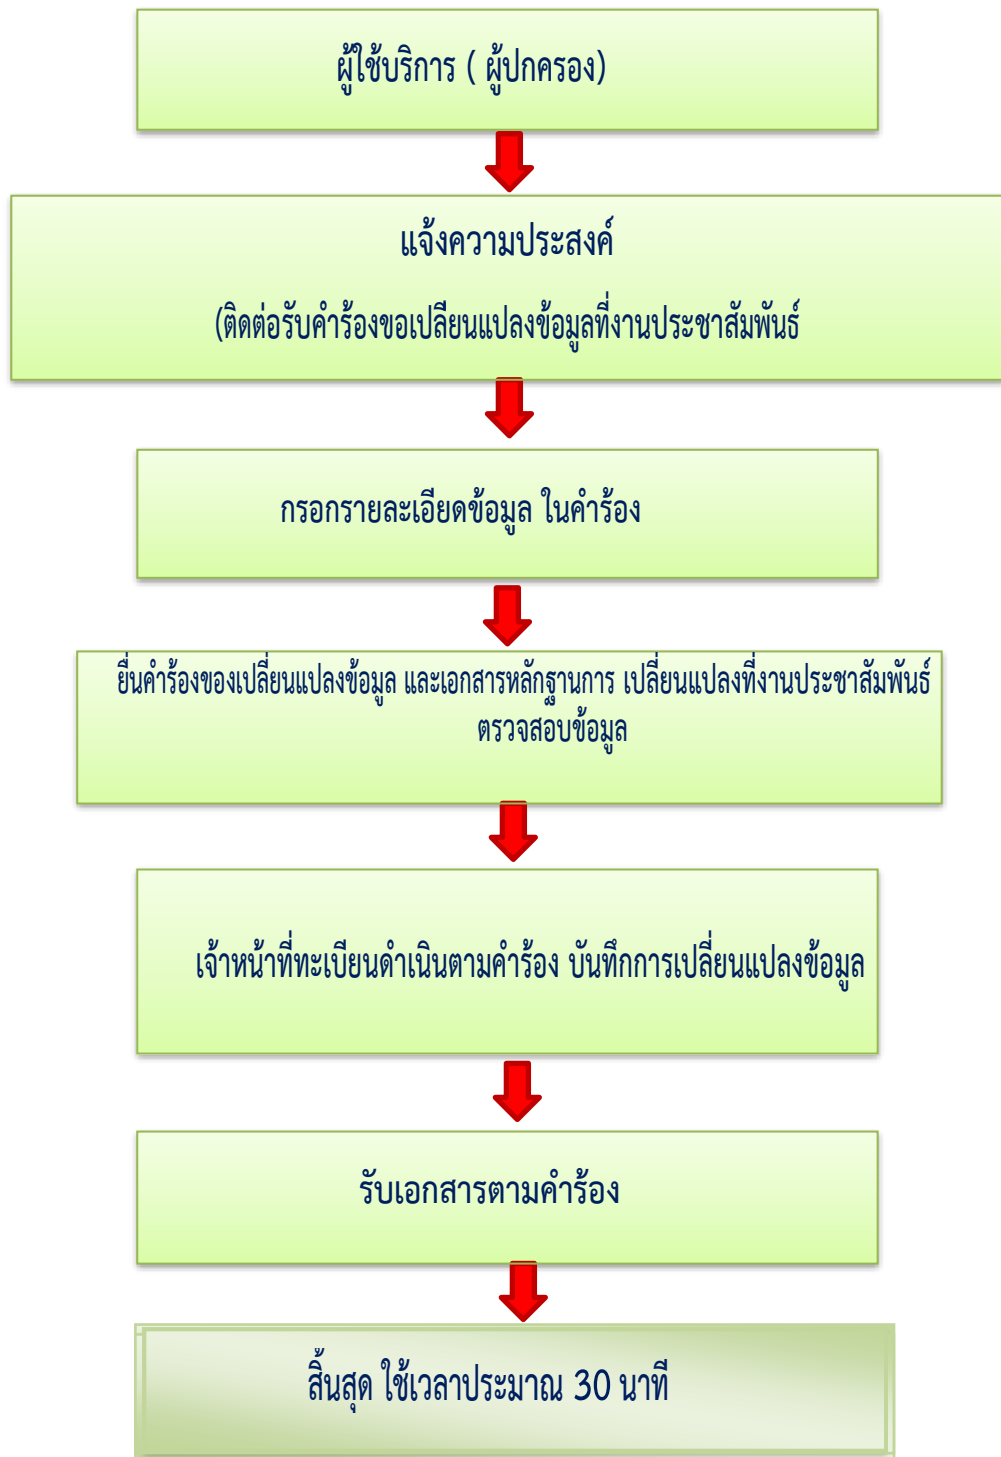 ผู้ใช้บริการ ( ผู้ปกครอง)
แจ้งความประสงค์
(ติดต่อรับคำร้องขอเปลี่ยนแปลงข้อมูลที่งานประชาสัมพันธ์
กรอกรายละเอียดข้อมูล ในคำร้อง
ยื่นคำร้องของเปลี่ยนแปลงข้อมูล และเอกสารหลักฐานการ เปลี่ยนแปลงที่งานประชาสัมพันธ์
ตรวจสอบข้อมูล
เจ้าหน้าที่ทะเบียนดำเนินตามคำร้อง บันทึกการเปลี่ยนแปลงข้อมูล
รับเอกสารตามคำร้อง
สิ้นสุด ใช้เวลาประมาณ 30 นาที